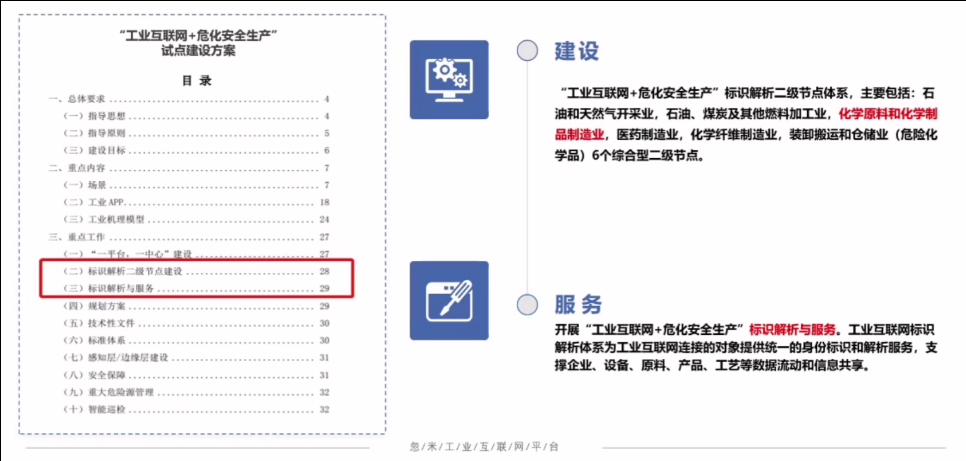 “工业互联网+危化安全生产”
试点建设方案
目 录
一、总体要求 4
（一）指导思想 4
（二）指导原则 5
（三）建设目标 6
二、重点内容 7
（一）场景 7
（二）工业APP 18
（三）工业机理模型 24
三、重点工作 27
（一）“一平台，一中心”建设 27
（二）标识解析二级节点建设 28
（三）标识解析与服务 29
（四）规划方案 29
（五）技术性文件 30
（六）标准体系 30
（七）感知层/边缘层建设 31
（八）安全保障 31
（九）重大危险源管理 32
（十）智能巡检 32
建设
“工业互联网+危化安全生产”标识解析二级节点体系，主要包括：石
油和天然气开采业，石油、煤炭及其他燃料加工业，化学原料和化学制
品制造业，医药制造业，化学纤维制造业，装卸搬运和仓储业（危险化
学品）6个综合型二级节点。
服务
开展“工业互联网+危化安全生产”标识解析与服务。工业互联网标识
解析体系为工业互联网连接的对象提供统一的身份标识和解析服务，支
撑企业、设备、原料、产品、工艺等数据流动和信息共享。
忽/米/工/业/互/联/网/平/台